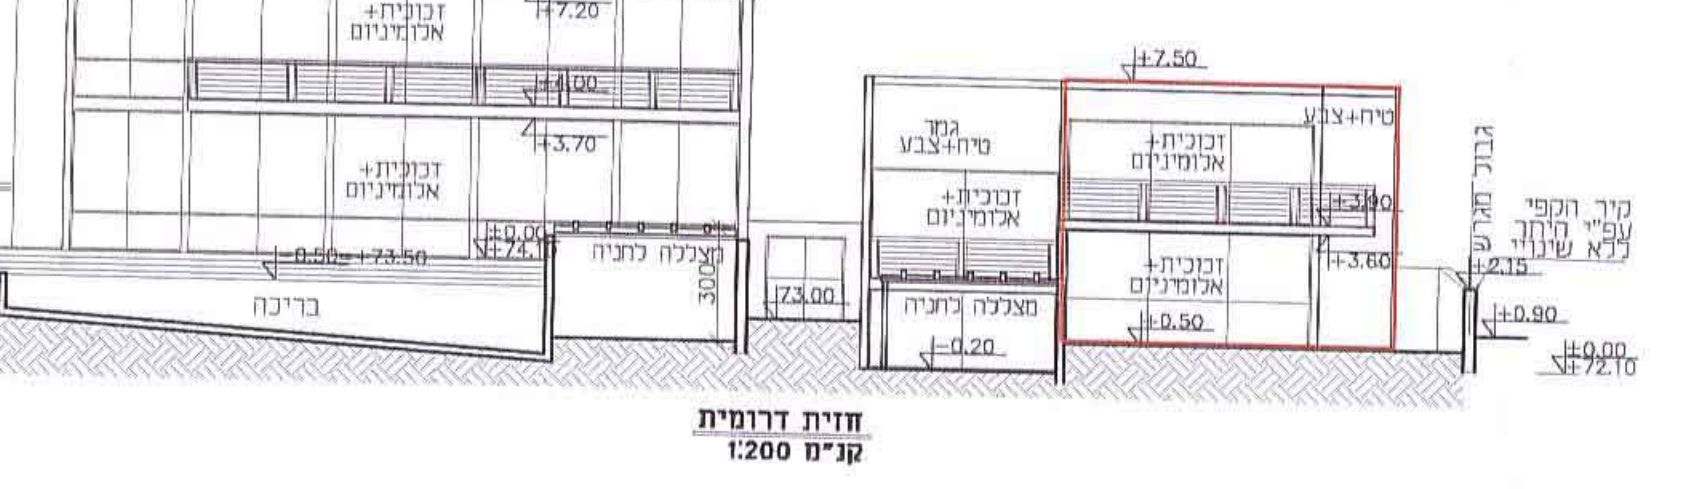 זכוכית+
אלומיניום
+7.20
+4.00
+3.70
זכוכית+
אלומיניום
±0.00
-0.50=+73.50
בריכה
מצללה לחניה
300
73.00
גמר
טיח+צבע
זכוכית+
אלומיניום
מצללה לחניה
-0.20
+7.50
טיח+צבע
זכוכית+
אלומיניום
+3.90
+3.60
זכוכית+
אלומיניום
+0.50
גבול מגרש
קיר הקפי
עפ"י היתר
ללא שינוי
+2.15
+0.90
±0.00
+72.10
חזית דרומית
קנ"מ 1:200